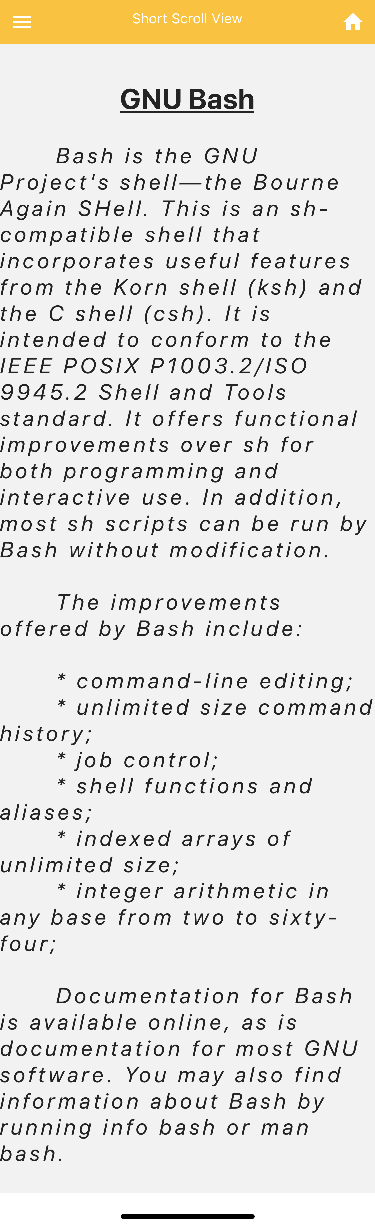 Short Scroll View
GNU Bash
Bash is the GNU
Project's shell—the Bourne
Again SHell. This is an sh-
compatible shell that
incorporates useful features
from the Korn shell (ksh) and
the C shell (csh). It is
intended to conform to the
IEEE POSIX P1003.2/ISO
9945.2 Shell and Tools
standard. It offers functional
improvements over sh for
both programming and
interactive use. In addition,
most sh scripts can be run by
Bash without modification.
The improvements
offered by Bash include:
* command-line editing;
* unlimited size command
history;
* job control;
* shell functions and
aliases;
* indexed arrays of
unlimited size;
* integer arithmetic in
any base from two to sixty-
four;
Documentation for Bash
is available online, as is
documentation for most GNU
software. You may also find
information about Bash by
running info bash or man
bash.